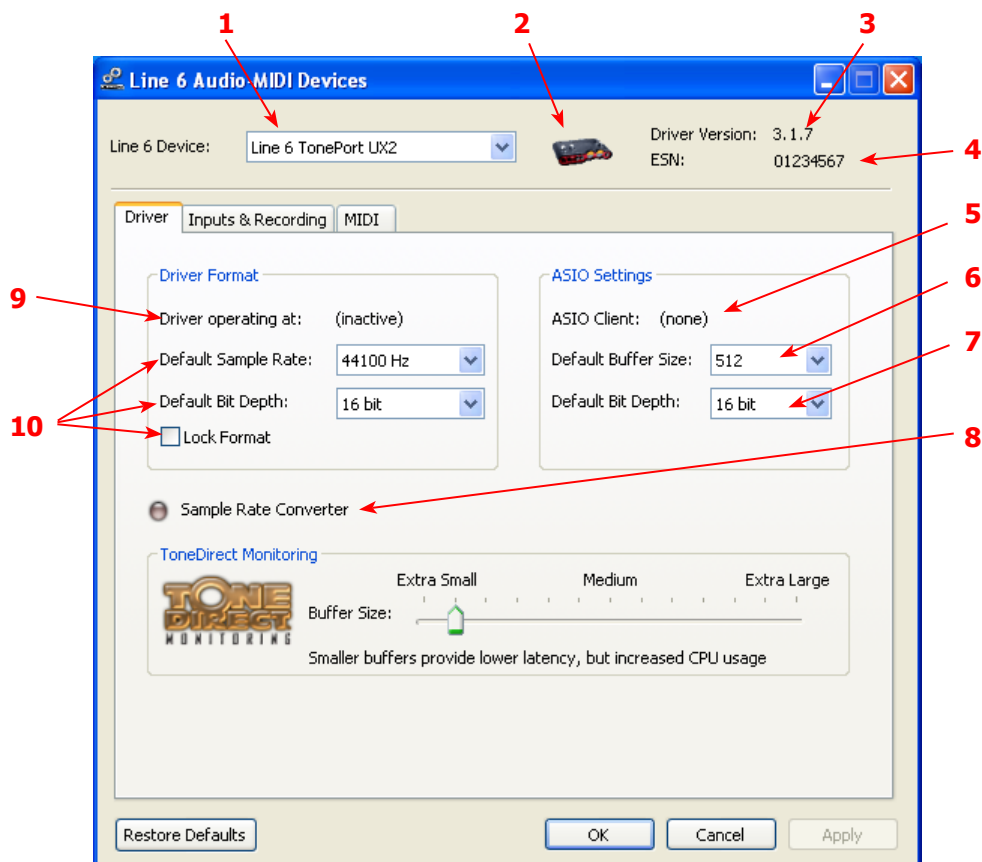 1 2 3
Line 6 Audio-MIDI Devices
Line 6 Device: Line 6 TonePort UX2 Driver Version: 3.1.7
ESN: 01234567 4
Driver Inputs & Recording MIDI 5
Driver Format ASIO Settings 6
9 Driver operating at: (inactive) ASIO Client: (none)
Default Sample Rate: 44100 Hz Default Buffer Size: 512 7
Default Bit Depth: 16 bit Default Bit Depth: 16 bit
10 Lock Format 8
Sample Rate Converter
ToneDirect Monitoring
Extra Small Medium Extra Large
TONE
DIRECT
MONITORING
Buffer Size:
Smaller buffers provide lower latency, but increased CPU usage
Restore Defaults OK Cancel Apply